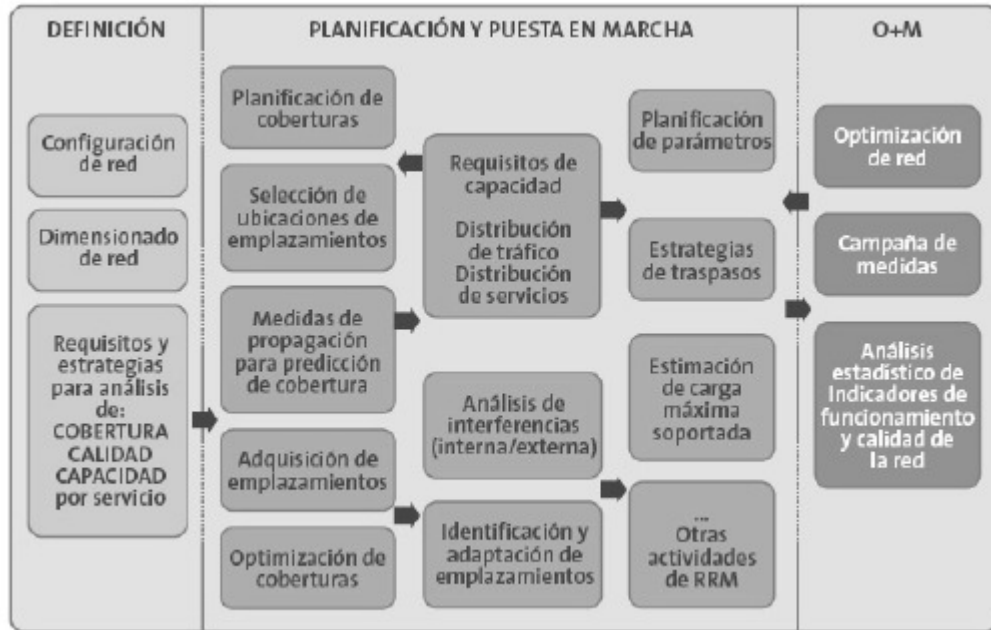 DEFINICIÓN
PLANIFICACIÓN Y PUESTA EN MARCHA
O+M
Configuración
de red
Dimensionado
de red
Requisitos y
estrategias
para análisis
de:
COBERTURA
CALIDAD
CAPACIDAD
por servicio
Planificación de
coberturas
Selección de
ubicaciones de
emplazamientos
Medidas de
propagación
para predicción
de cobertura
Adquisición de
emplazamientos
Optimización de
coberturas
Requisitos de
capacidad
Distribución
de tráfico
Distribución
de servicios
Análisis de
interferencias
(interna/externa)
Identificación y
adaptación de
emplazamientos
Planificación
de parámetros
Estrategias
de traspasos
Estimación
de carga
máxima
soportada
...
Otras
actividades
de RRM
Optimización
de red
Campaña de
medidas
Análisis
estadístico de
Indicadores de
funcionamiento
y calidad de
la red